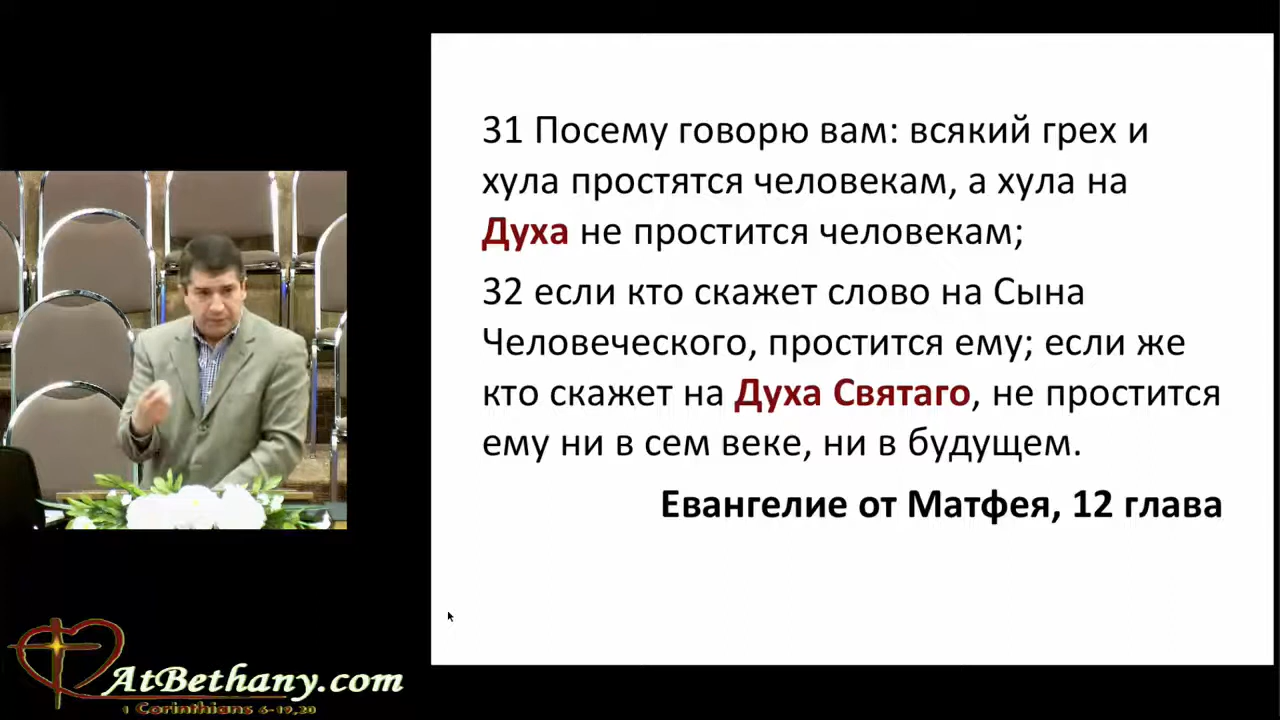 31 Посему говорю вам: всякий грех и
хула простятся человекам, а хула на
Духа не простится человекам;
32 если кто скажет слово на Сына
Человеческого, простится ему; если же
кто скажет на Духа Святаго, не простится
ему ни в сем веке, ни в будущем.
Евангелие от Матфея, 12 глава
AtBethany.com
1 Corinthians 6-19,20